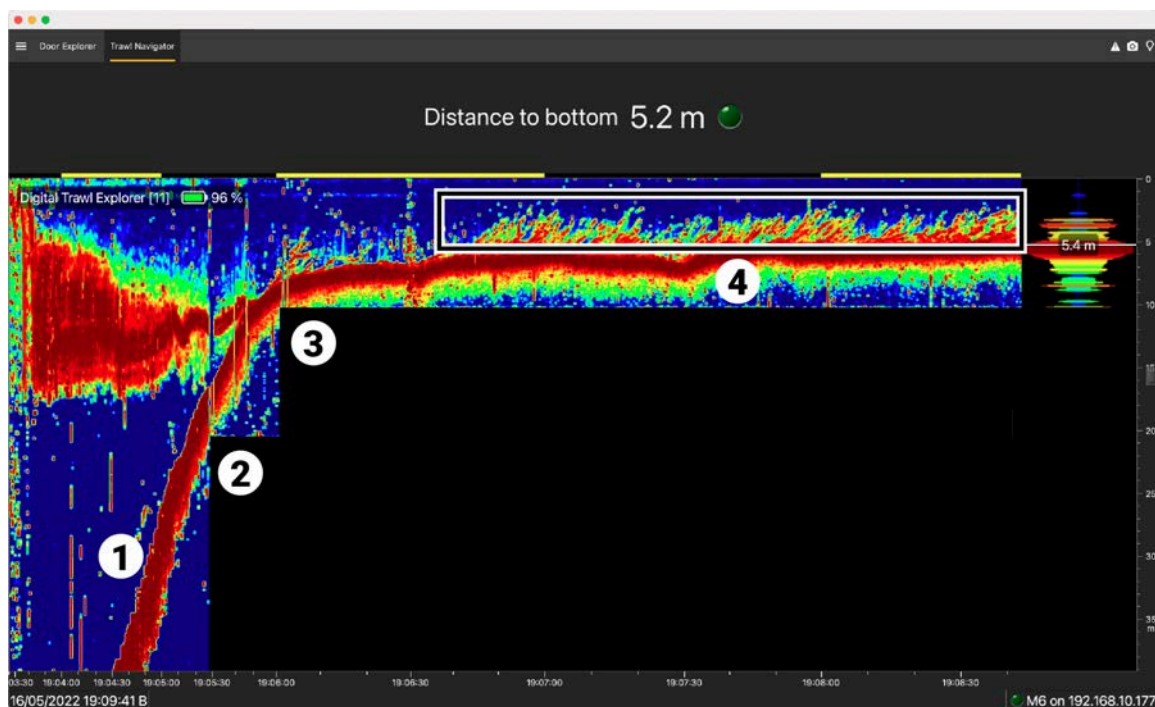 Door Explorer Trawl Navigator
Distance to bottom 5.2 m
Digital Trawl Explorer [11] 96 %
0
5
5.4 m
4
10
3
15
20
2
25
1
30
35
m
03:30 19:04:00 19:04:30 19:05:00 19:05:30 19:06:00 19:06:30 19:07:00 19:07:30 19:08:00 19:08:30
16/05/2022 19:09:41 B M6 on 192.168.10.177